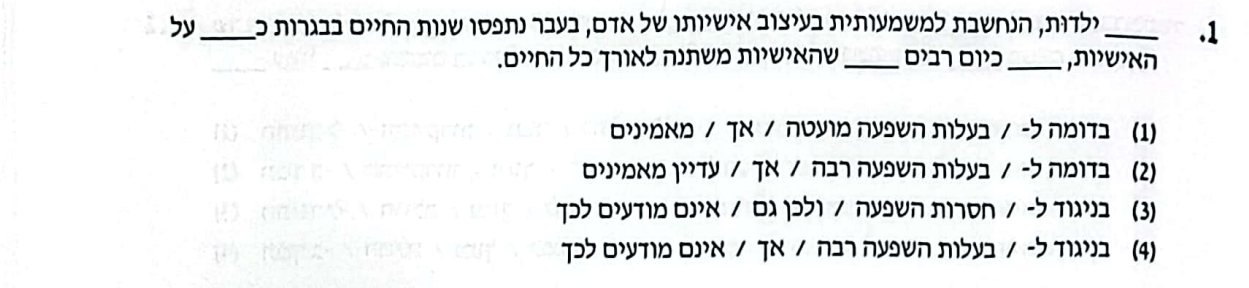 1. ____ ילדות, הנחשבת למשמעותית בעיצוב אישיותו של אדם, בעבר נתפסו שנות החיים בבגרות כ____ על
האישיות, ____ כיום רבים ____ שהאישיות משתנה לאורך כל החיים.
(1) בדומה ל- / בעלות השפעה מועטה / אך / מאמינים
(2) בדומה ל- / בעלות השפעה רבה / אך / עדיין מאמינים
(3) בניגוד ל- / חסרות השפעה / ולכן גם / אינם מודעים לכך
(4) בניגוד ל- / בעלות השפעה רבה / אך / אינם מודעים לכך